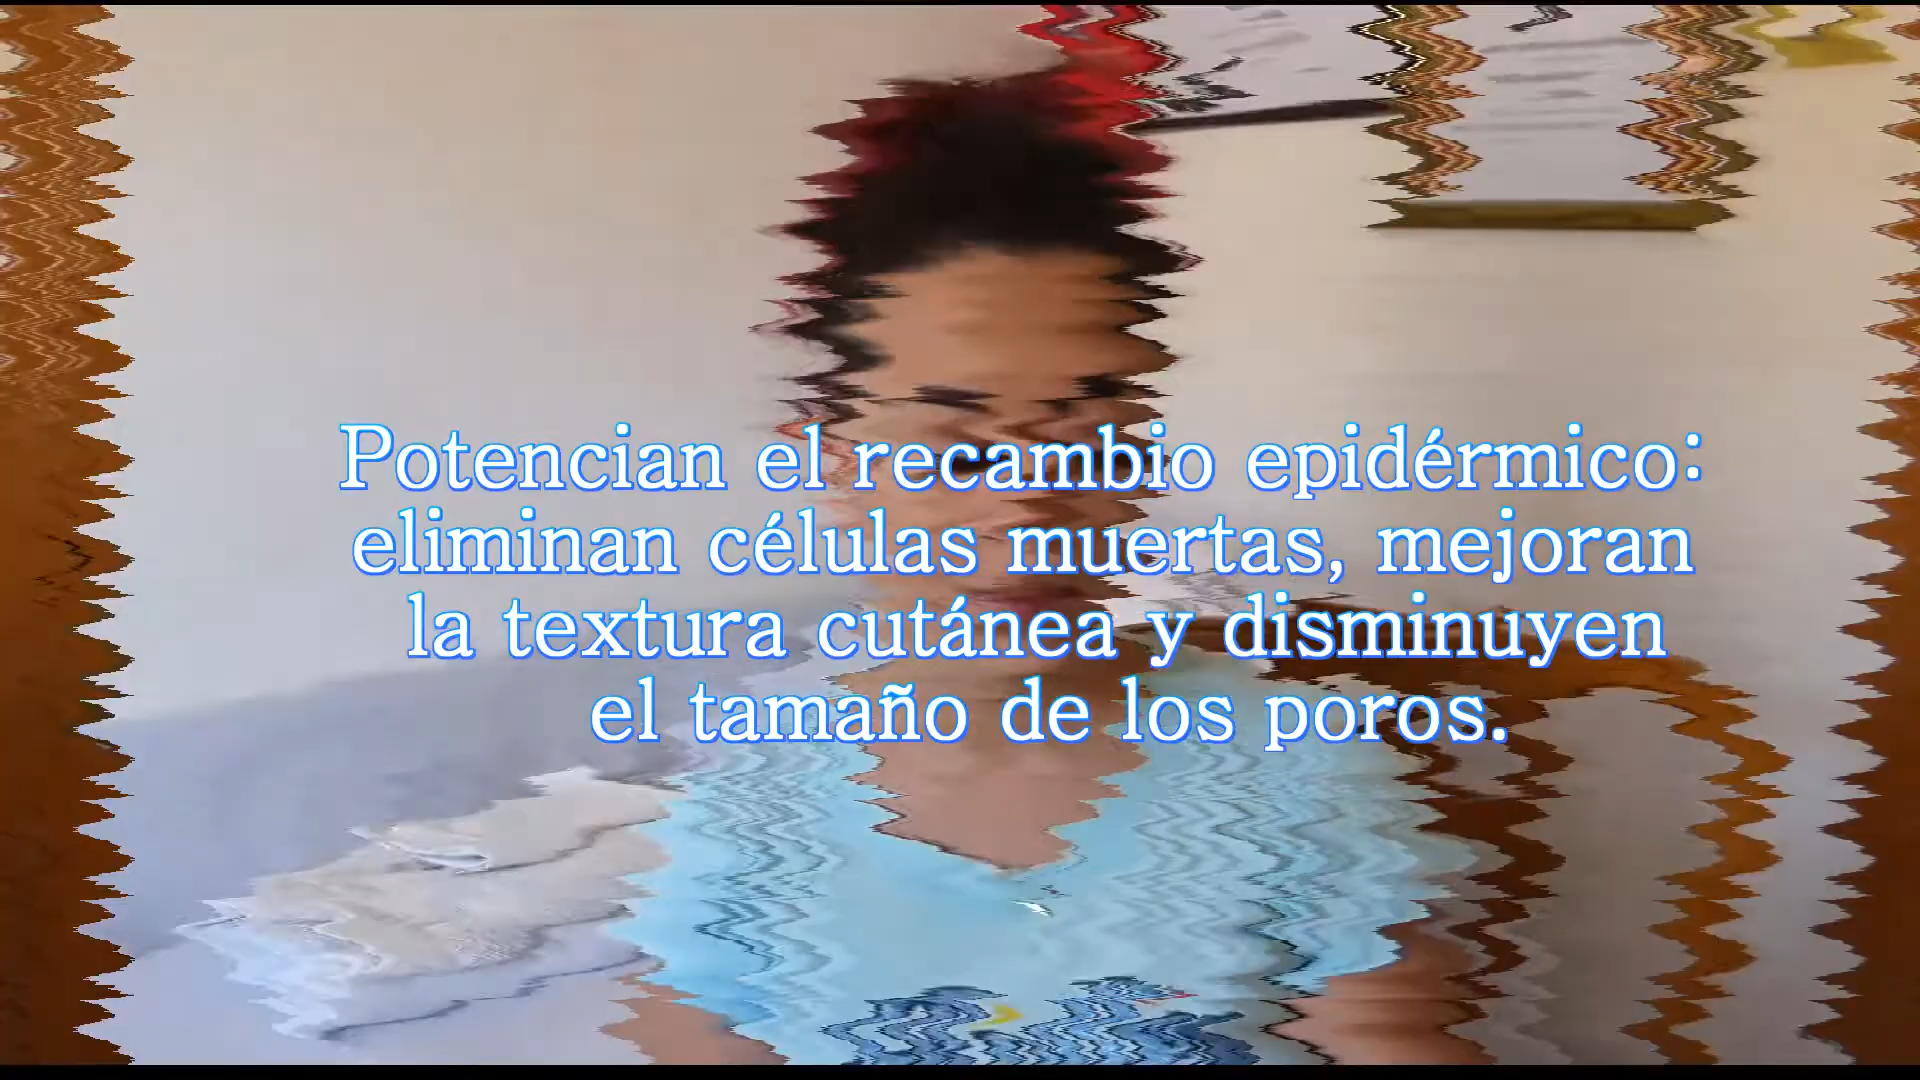 Potencian el recambio epidérmico:
eliminan células muertas, mejoran
la textura cutánea y disminuyen
el tamaño de los poros.